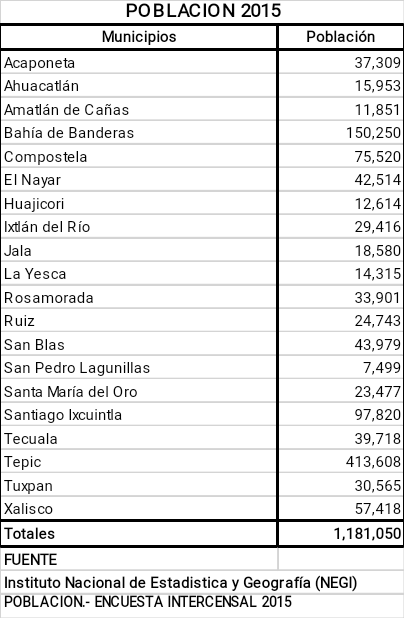 POBLACION 2015
Municipios Población
Acaponeta 37,309
Ahuacatlán 15,953
Amatlán de Cañas 11,851
Bahía de Banderas 150,250
Compostela 75,520
El Nayar 42,514
Huajicori 12,614
Ixtlán del Río 29,416
Jala 18,580
La Yesca 14,315
Rosamorada 33,901
Ruiz 24,743
San Blas 43,979
San Pedro Lagunillas 7,499
Santa María del Oro 23,477
Santiago Ixcuintla 97,820
Tecuala 39,718
Tepic 413,608
Tuxpan 30,565
Xalisco 57,418
Totales 1,181,050
FUENTE
Instituto Nacional de Estadistica y Geografía (NEGI)
POBLACION.- ENCUESTA INTERCENSAL 2015